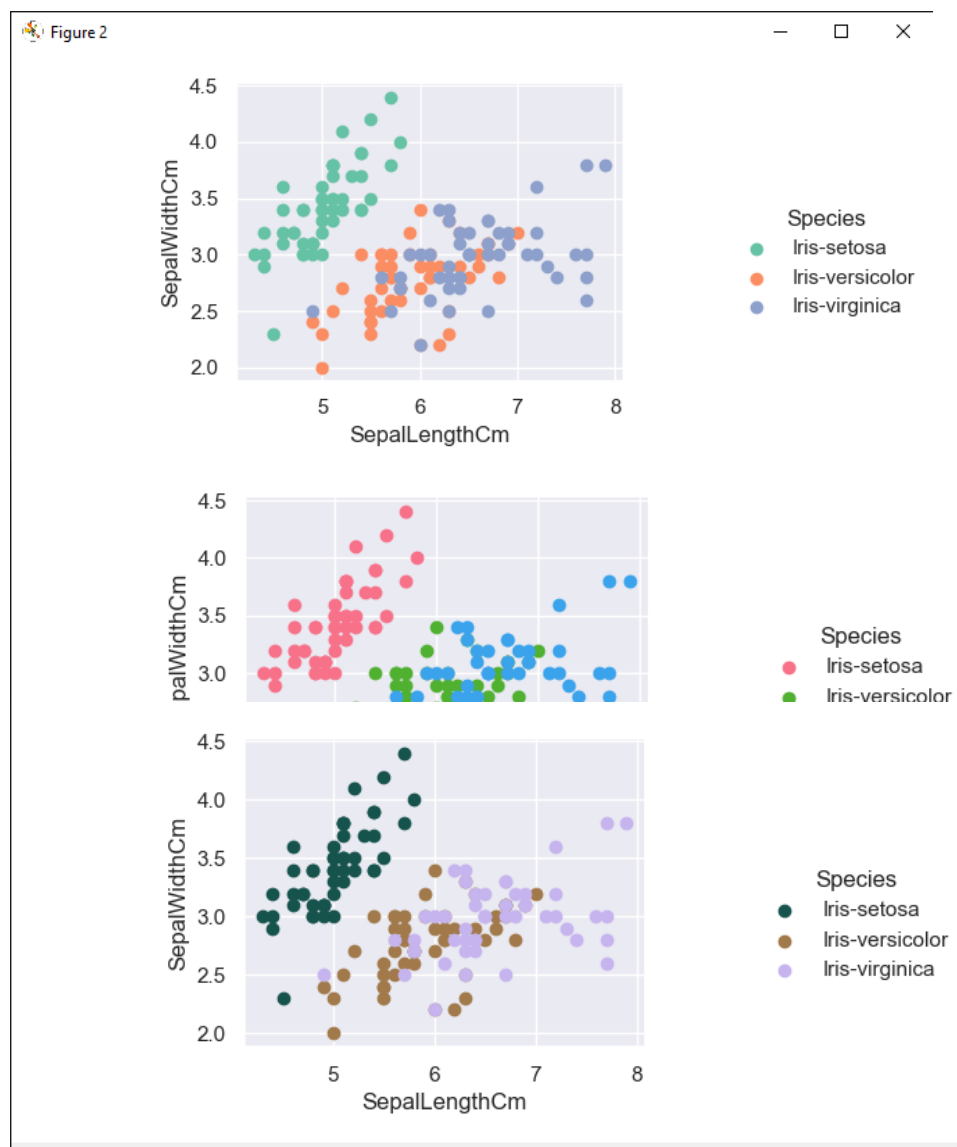 Figure 2
4.5
4.0
3.5
3.0
2.5
2.0
SepalWidthCm
5 6 7 8
SepalLengthCm
Species
Iris-setosa
Iris-versicolor
Iris-virginica
4.5
4.0
3.5
3.0
palWidthCm
Species
Iris-setosa
Iris-versicolor
4.5
4.0
3.5
3.0
2.5
2.0
SepalWidthCm
5 6 7 8
SepalLengthCm
Species
Iris-setosa
Iris-versicolor
Iris-virginica